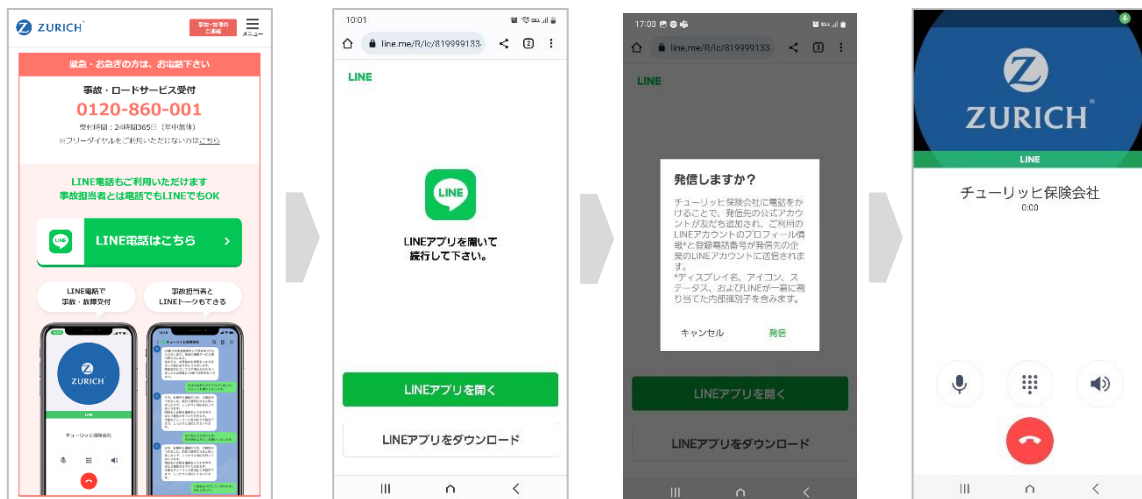 ZURICH
事故・故障の
ご連絡
メニュー
緊急・お急ぎの方は、お電話下さい
事故・ロードサービス受付
0120-860-001
受付時間：24時間365日（年中無休）
※フリーダイヤルをご利用いただけない方はこちら
LINE電話もご利用いただけます
事故担当者とは電話でもLINEでもOK
LINE
LINE電話はこちら
LINE電話で
事故・故障受付
事故担当者と
LINEトークもできる
ZURICH
LINE
チューリッヒ保険会社
10:01
line.me/R/lc/819999133
2
LINE
LINE
LINEアプリを開いて
続行して下さい。
LINEアプリを開く
LINEアプリをダウンロード
17:03
line.me/R/lc/819999133
3
LINE
発信しますか？
チューリッヒ保険会社に電話をか
けることで、発信先の公式アカウ
ントが友だち追加され、ご利用の
LINEアカウントのプロフィール情
報*と登録電話番号が発信先の企
業のLINEアカウントに送信されま
す。
*ディスプレイ名、アイコン、ス
テータス、およびLINEが一意に割
り当てた内部識別子を含みます。
キャンセル
発信
LINEアプリを開く
LINEアプリをダウンロード
ZURICH
LINE
チューリッヒ保険会社
0:00